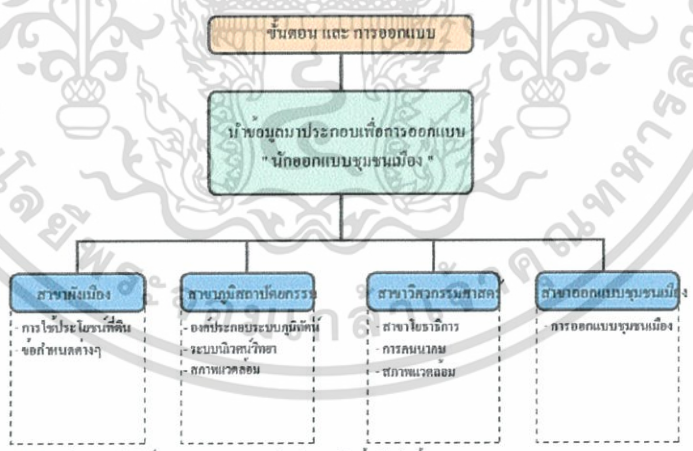 ขั้นตอน และ การออกแบบ
นำข้อมูลมาประกอบเพื่อการออกแบบ
" นักออกแบบชุมชนเมือง "
สาขาผังเมือง
- การใช้ประโยชน์ที่ดิน
- ข้อกำหนดต่างๆ
สาขาภูมิสถาปัตยกรรม
- องค์ประกอบระบบภูมิทัศน์
- ระบบนิเวศน์วิทยา
- สภาพแวดล้อม
สาขาวิศวกรรมศาสตร์
- สาขาโยธาธิการ
- การคมนาคม
- สภาพแวดล้อม
สาขาออกแบบชุมชนเมือง
- การออกแบบชุมชนเมือง